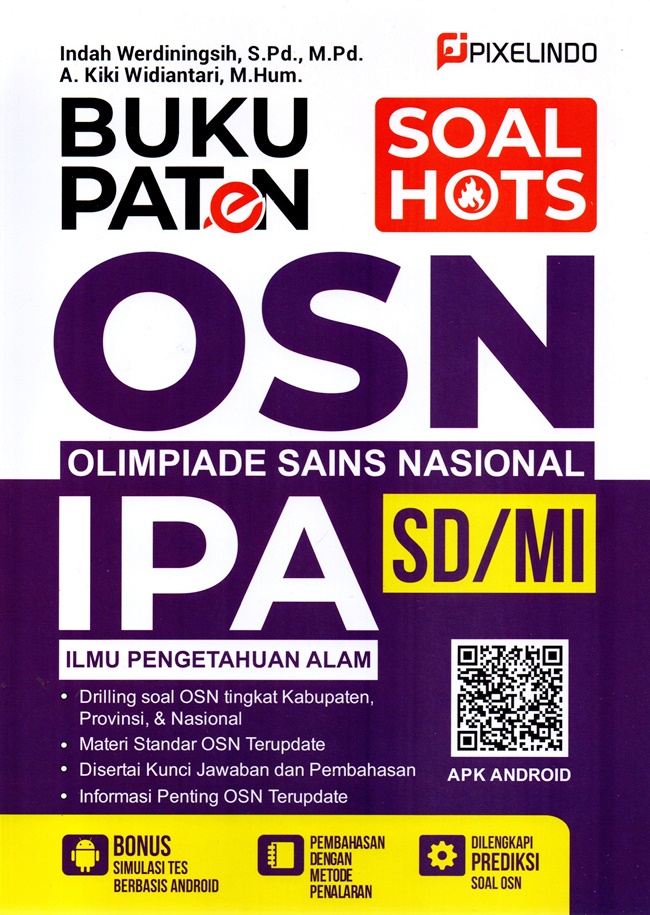 Indah Werdiningsih, S.Pd., M.Pd.
A. Kiki Widiantari, M.Hum.
PIXELINDO
BUKU
PATeN
SOAL
HOTS
OSN
OLIMPIADE SAINS NASIONAL
IPA
SD/MI
ILMU PENGETAHUAN ALAM
• Drilling soal OSN tingkat Kabupaten,
Provinsi, & Nasional
• Materi Standar OSN Terupdate
• Disertai Kunci Jawaban dan Pembahasan
• Informasi Penting OSN Terupdate
APK ANDROID
BONUS
SIMULASI TES
BERBASIS ANDROID
PEMBAHASAN
DENGAN
METODE
PENALARAN
DILENGKAPI
PREDIKSI
SOAL OSN